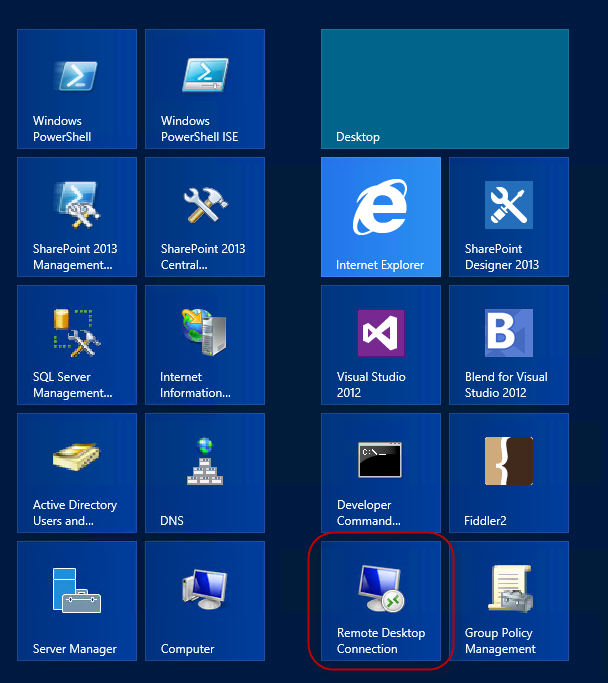 Windows
PowerShell
Windows
PowerShell ISE
Desktop
SharePoint 2013
Management...
SharePoint 2013
Central...
Internet Explorer
SharePoint
Designer 2013
SQL Server
Management...
Internet
Information...
Visual Studio
2012
B
Blend for Visual
Studio 2012
Active Directory
Users and...
DNS
C:\_
Developer
Command...
Fiddler2
Server Manager
Computer
Remote Desktop
Connection
Group Policy
Management